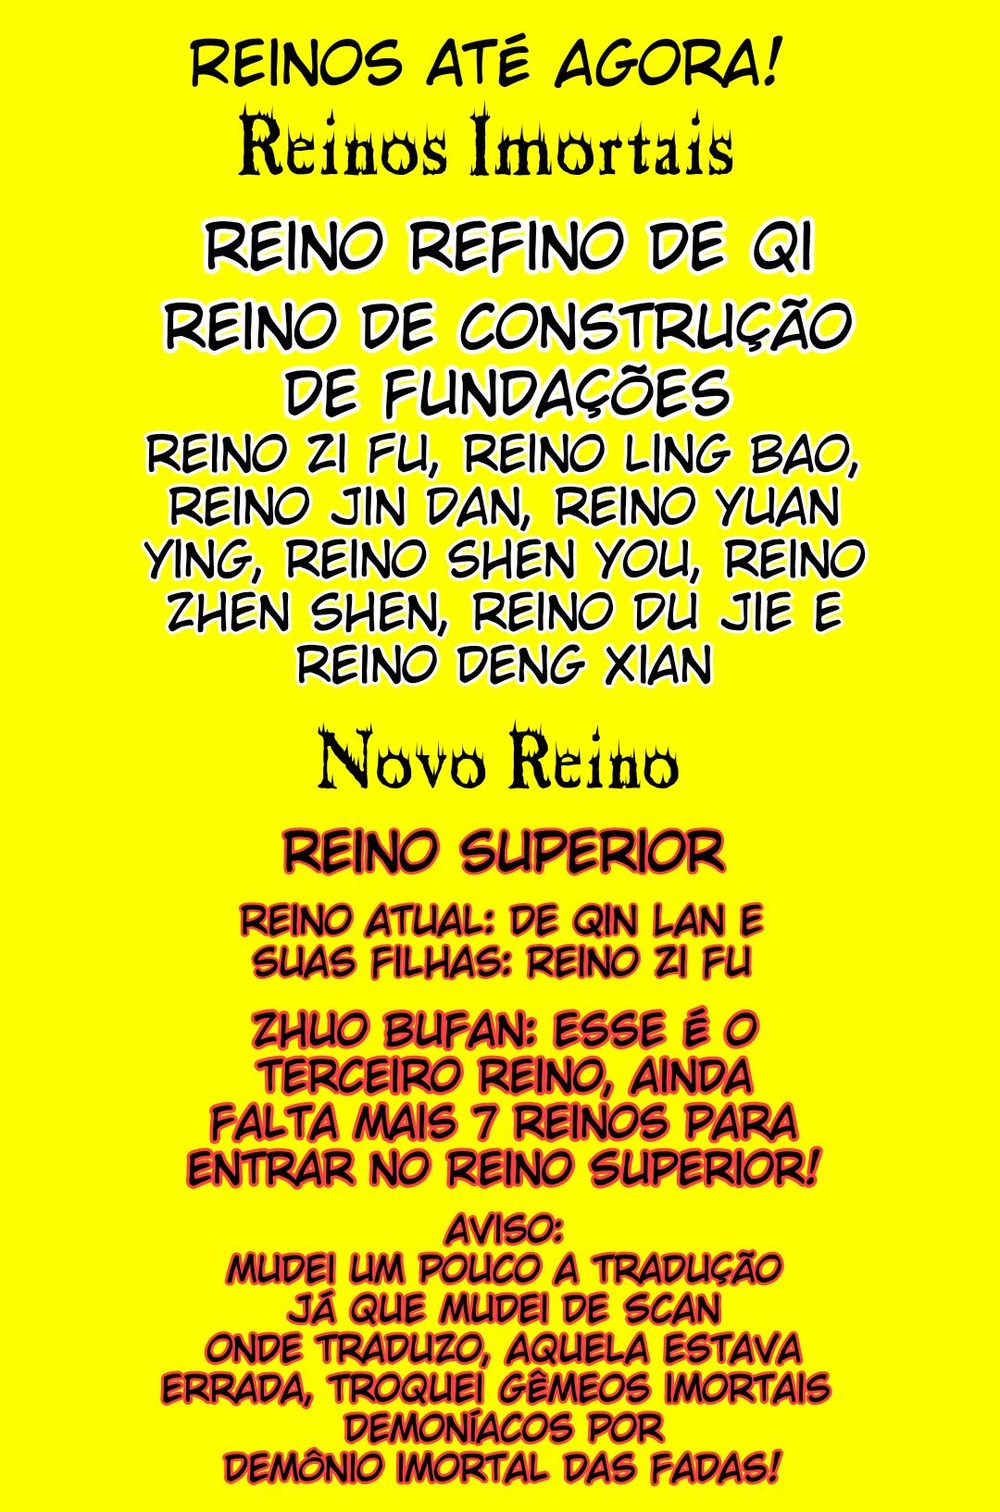 REINOS ATÉ AGORA!
Reinos Imortais
REINO REFINO DE QI
REINO DE CONSTRUÇÃO
DE FUNDAÇÕES
REINO ZI FU, REINO LING BAO,
REINO JIN DAN, REINO YUAN
YING, REINO SHEN YOU, REINO
ZHEN SHEN, REINO DU JIE E
REINO DENG XIAN
Novo Reino
REINO SUPERIOR
REINO ATUAL: DE QIN LAN E
SUAS FILHAS: REINO ZI FU
ZHUO BUFAN: ESSE É O
TERCEIRO REINO, AINDA
FALTA MAIS 7 REINOS PARA
ENTRAR NO REINO SUPERIOR!
AVISO:
MUDEI UM POUCO A TRADUÇÃO
JÁ QUE MUDEI DE SCAN
ONDE TRADUZO, AQUELA ESTAVA
ERRADA, TROQUEI GÊMEOS IMORTAIS
DEMONÍACOS POR
DEMÔNIO IMORTAL DAS FADAS!